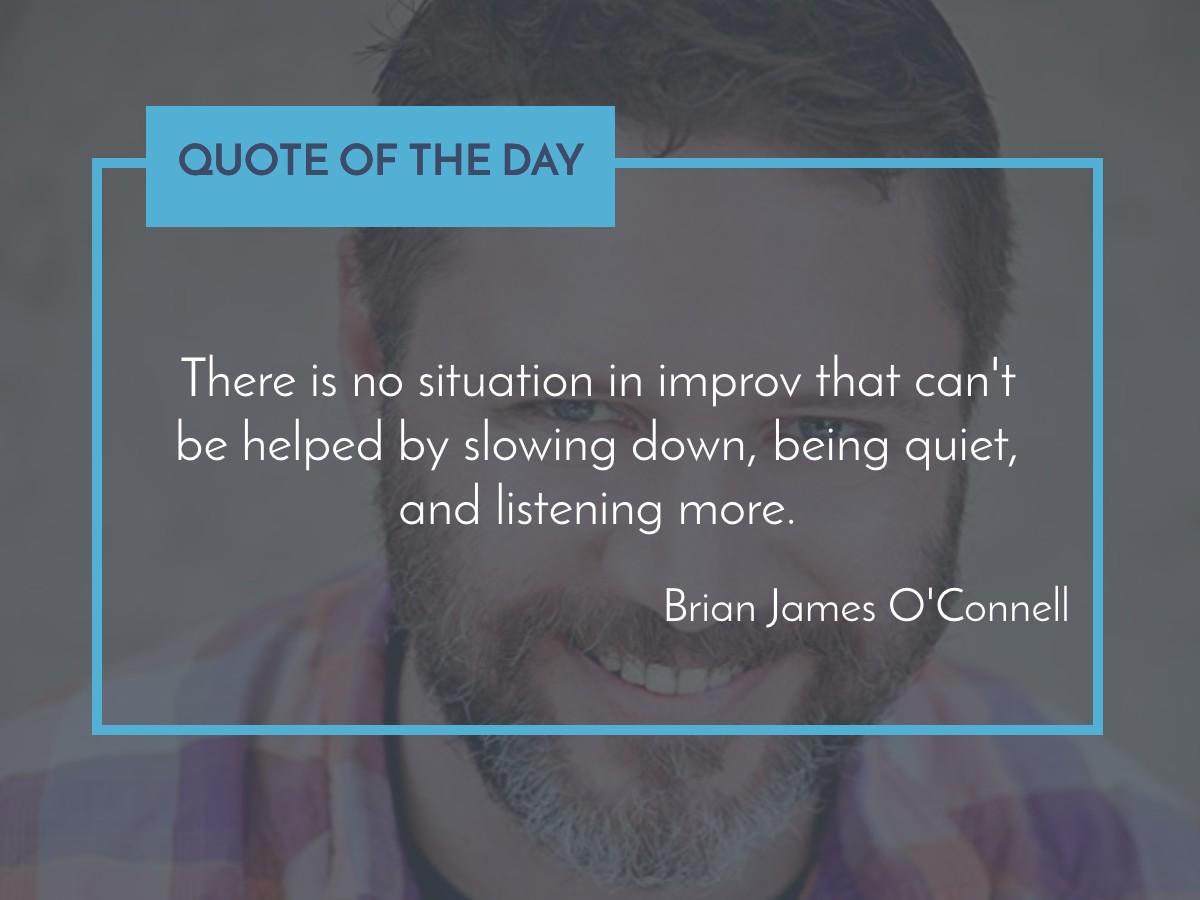 QUOTE OF THE DAY
There is no situation in improv that can't
be helped by slowing down, being quiet,
and listening more.
Brian James O'Connell